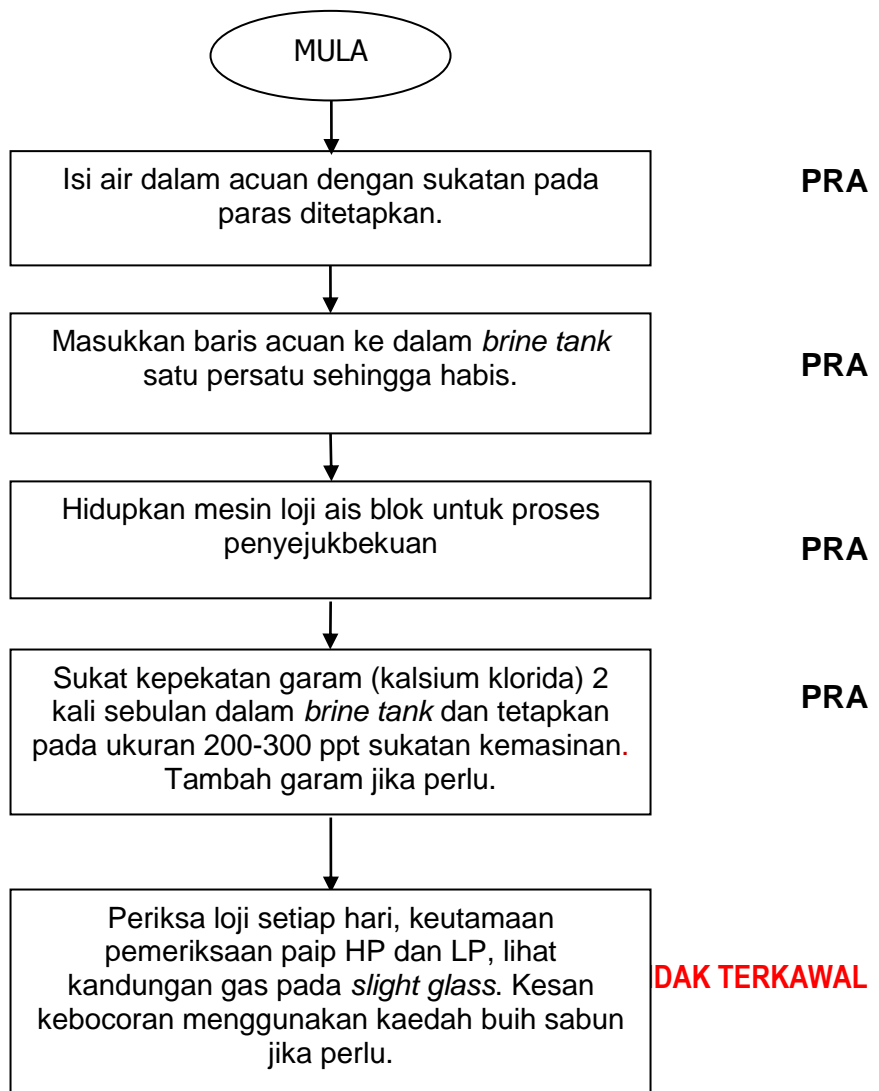 MULA
Isi air dalam acuan dengan sukatan pada
paras ditetapkan.
PRA
Masukkan baris acuan ke dalam brine tank
satu persatu sehingga habis.
PRA
Hidupkan mesin loji ais blok untuk proses
penyejukbekuan
PRA
Sukat kepekatan garam (kalsium klorida) 2
kali sebulan dalam brine tank dan tetapkan
pada ukuran 200-300 ppt sukatan kemasinan.
Tambah garam jika perlu.
PRA
Periksa loji setiap hari, keutamaan
pemeriksaan paip HP dan LP, lihat
kandungan gas pada slight glass. Kesan
kebocoran menggunakan kaedah buih sabun
jika perlu.
DAK TERKAWAL